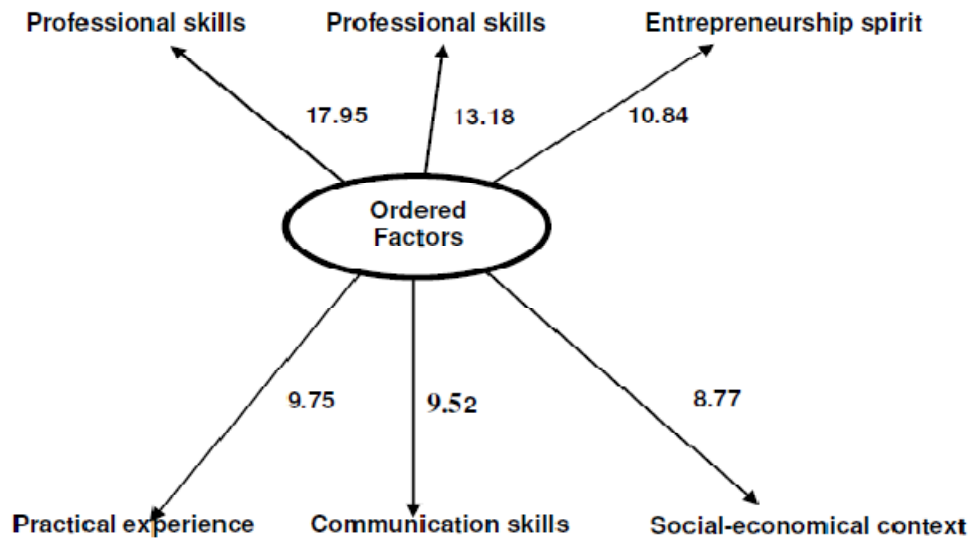 Professional skills
Professional skills
Entrepreneurship spirit
17.95
13.18
10.84
Ordered
Factors
9.75
9.52
8.77
Practical experience
Communication skills
Social-economical context